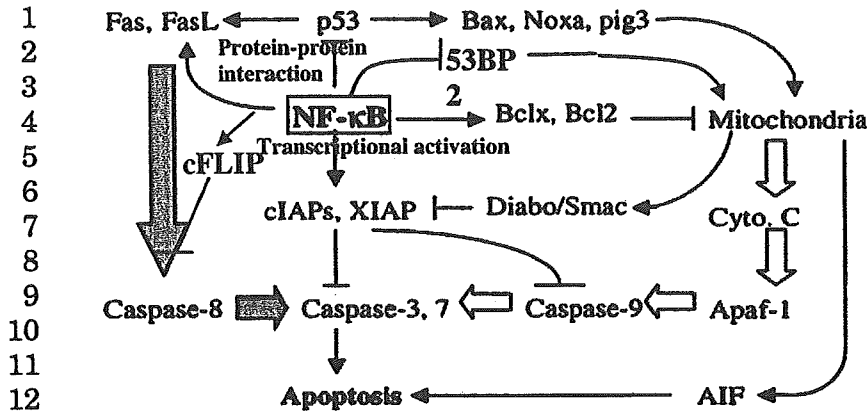 1 Fas, FasL p53 Bax, Noxa, pig3
2 Protein-protein 53BP
interaction
3 2
4 NF-κB Bclx, Bcl2 Mitochondria
5 cFLIP Transcriptional activation
6 cIAPs, XIAP Diabo/Smac
7 Cyto. C
8
9 Caspase-8 Caspase-3, 7 Caspase-9 Apaf-1
10
11
12 Apoptosis AIF